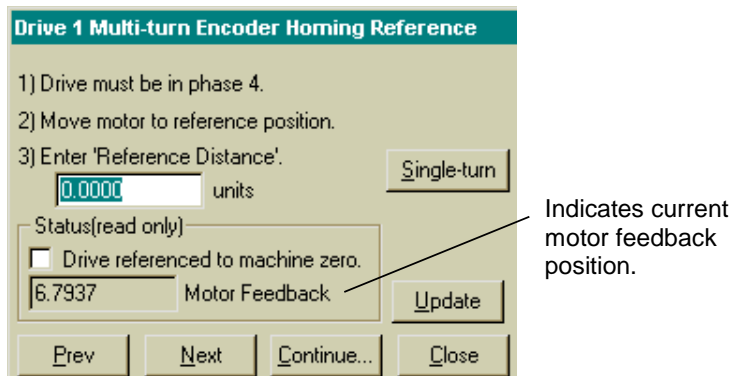 Drive 1 Multi-turn Encoder Homing Reference
1) Drive must be in phase 4.
2) Move motor to reference position.
3) Enter 'Reference Distance'.
0.0000 units
Single-turn
Status(read only)
Drive referenced to machine zero.
6.7937 Motor Feedback
Update
Prev Next Continue... Close
Indicates current
motor feedback
position.